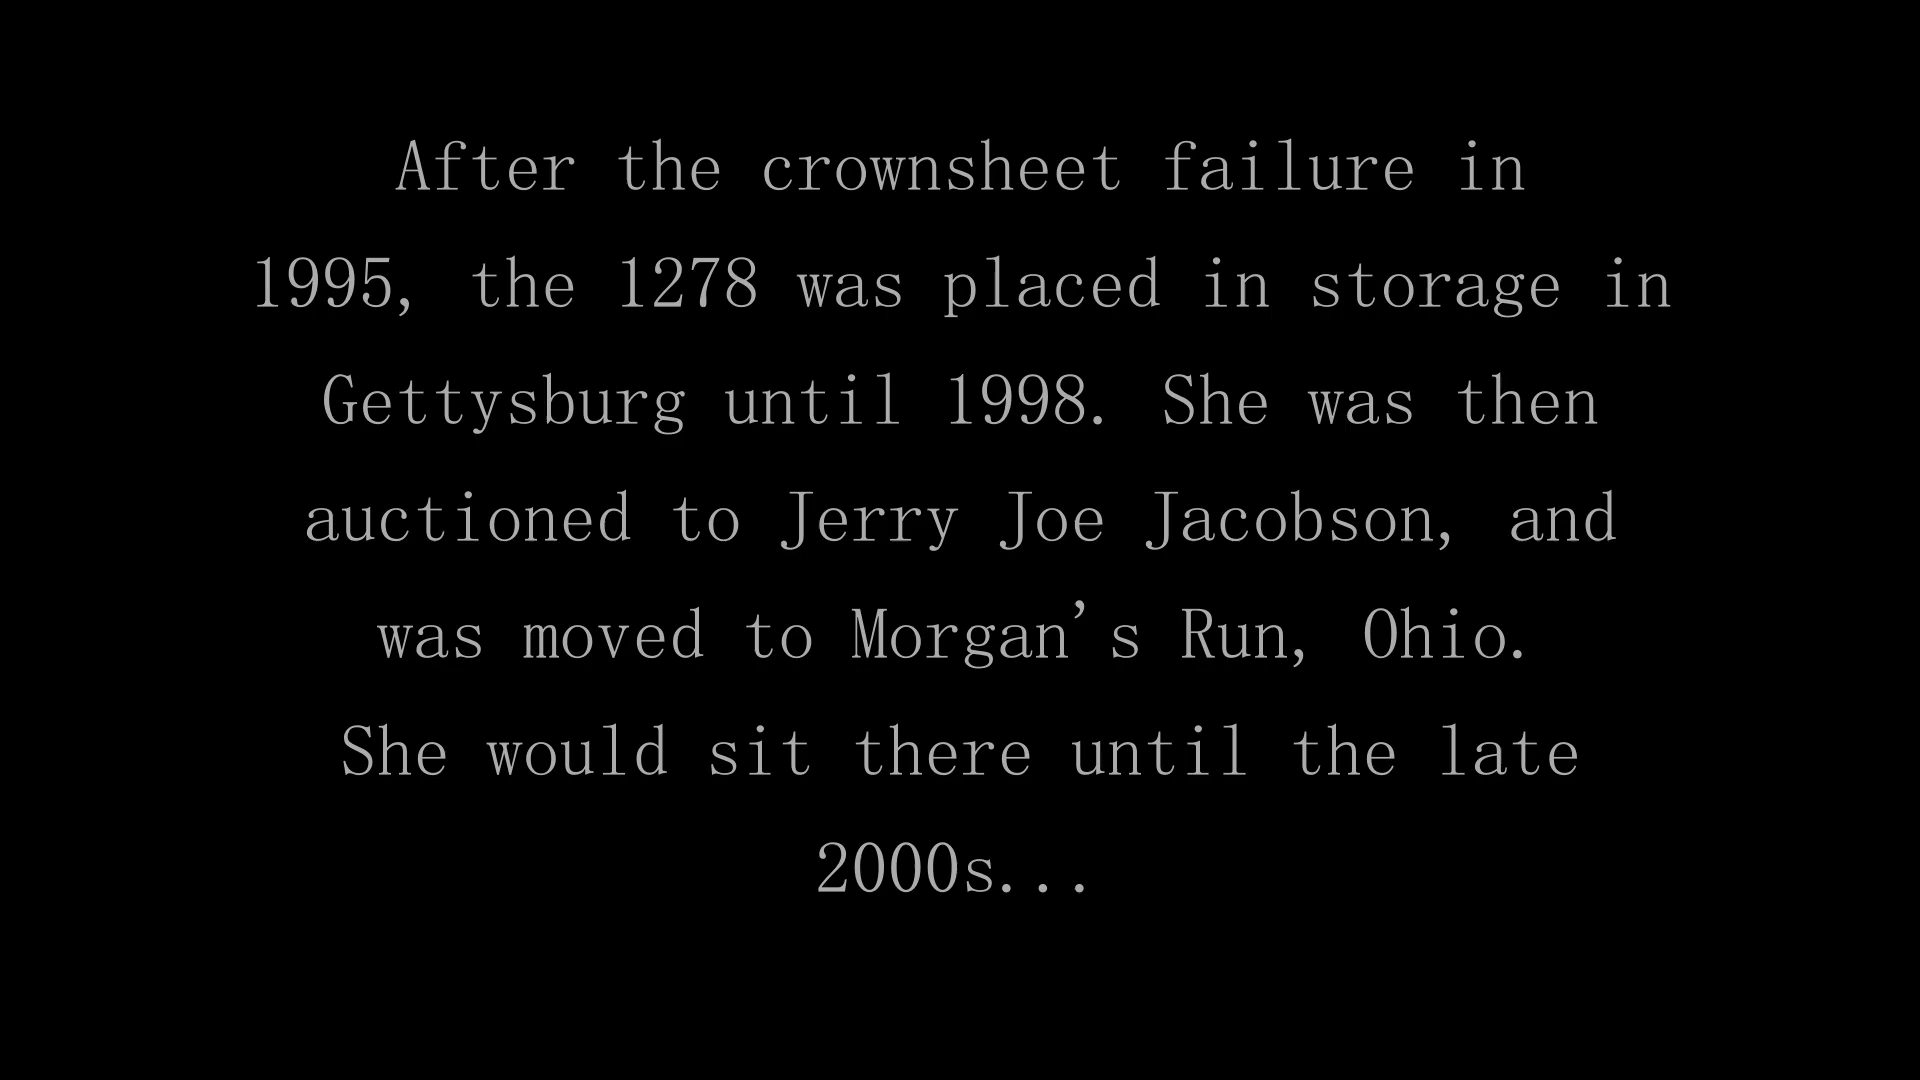 After the crownsheet failure in
1995, the 1278 was placed in storage in
Gettysburg until 1998. She was then
auctioned to Jerry Joe Jacobson, and
was moved to Morgan's Run, Ohio.
She would sit there until the late
2000s...